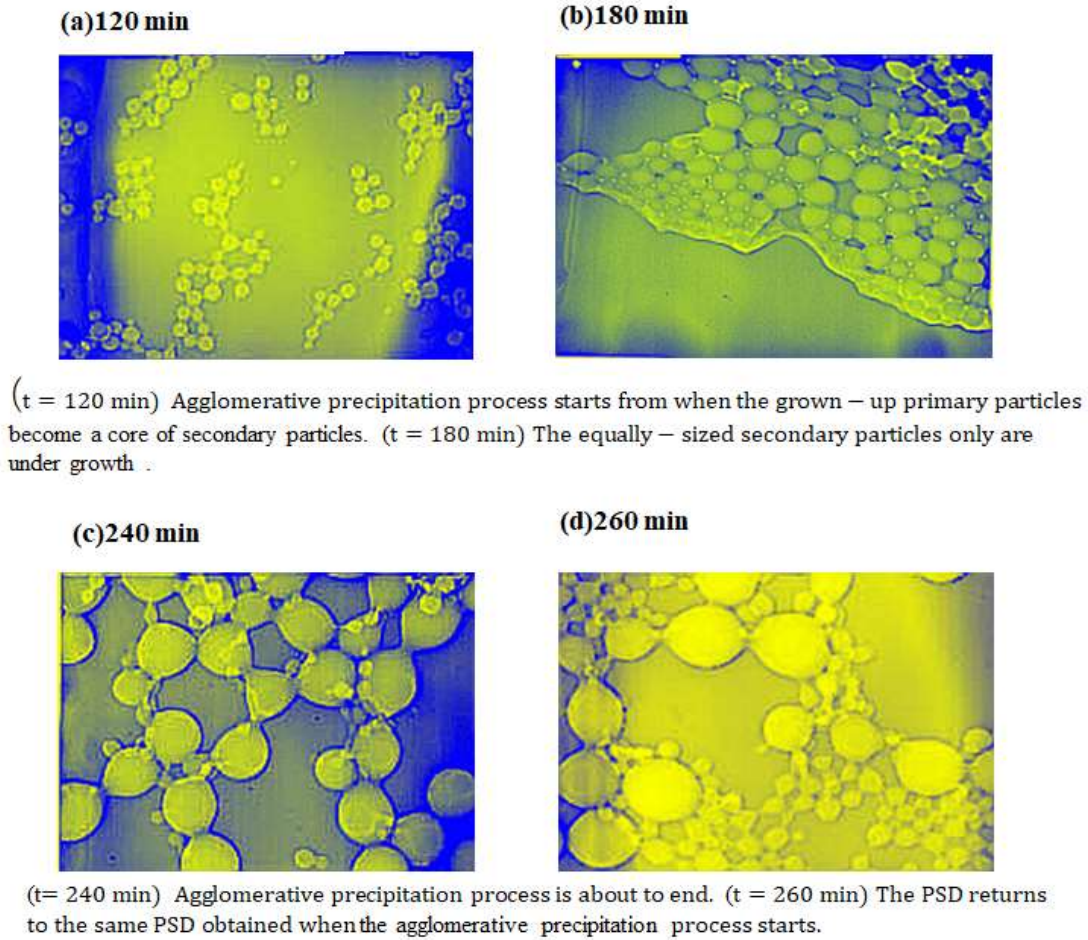 (a)120 min
(b)180 min
(t = 120 min) Agglomerative precipitation process starts from when the grown – up primary particles
become a core of secondary particles. (t = 180 min) The equally – sized secondary particles only are
under growth .
(c)240 min
(d)260 min
(t= 240 min) Agglomerative precipitation process is about to end. (t = 260 min) The PSD returns
to the same PSD obtained when the agglomerative precipitation process starts.